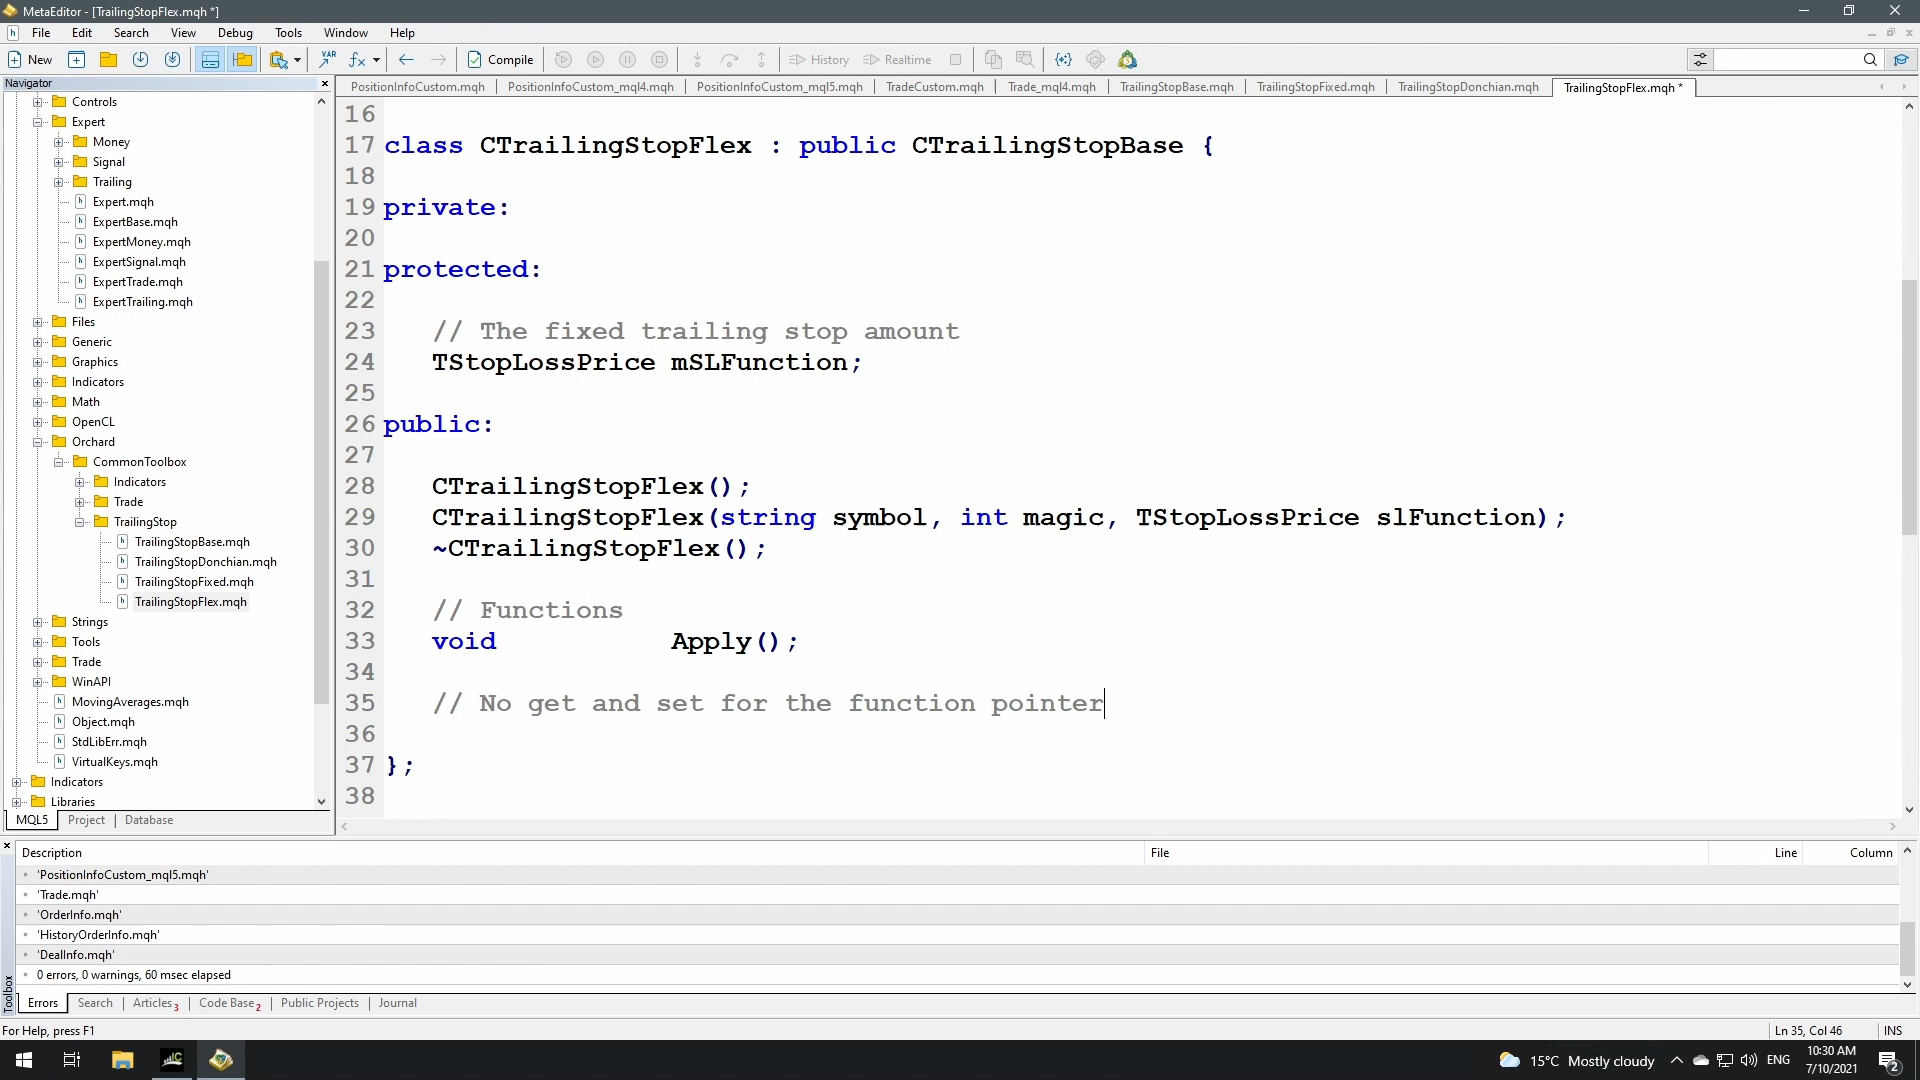 MetaEditor - [TrailingStopFlex.mqh *]
File Edit Search View Debug Tools Window Help
New VAR Compile History Realtime
Navigator
PositionInfoCustom.mqh PositionInfoCustom_mql4.mqh PositionInfoCustom_mql5.mqh TradeCustom.mqh Trade_mql4.mqh TrailingStopBase.mqh TrailingStopFixed.mqh TrailingStopDonchian.mqh TrailingStopFlex.mqh *
Controls
Expert
Money
Signal
Trailing
Expert.mqh
ExpertBase.mqh
ExpertMoney.mqh
ExpertSignal.mqh
ExpertTrade.mqh
ExpertTrailing.mqh
Files
Generic
Graphics
Indicators
Math
OpenCL
Orchard
CommonToolbox
Indicators
Trade
TrailingStop
TrailingStopBase.mqh
TrailingStopDonchian.mqh
TrailingStopFixed.mqh
TrailingStopFlex.mqh
Strings
Tools
Trade
WinAPI
MovingAverages.mqh
Object.mqh
StdLibErr.mqh
VirtualKeys.mqh
Indicators
Libraries
MQL5 Project Database
16
17 class CTrailingStopFlex : public CTrailingStopBase {
18
19 private:
20
21 protected:
22
23 // The fixed trailing stop amount
24 TStopLossPrice mSLFunction;
25
26 public:
27
28 CTrailingStopFlex();
29 CTrailingStopFlex(string symbol, int magic, TStopLossPrice slFunction);
30 ~CTrailingStopFlex();
31
32 // Functions
33 void Apply();
34
35 // No get and set for the function pointer
36
37 };
38
Description File Line Column
'PositionInfoCustom_mql5.mqh'
'Trade.mqh'
'OrderInfo.mqh'
'HistoryOrderInfo.mqh'
'DealInfo.mqh'
0 errors, 0 warnings, 60 msec elapsed
Toolbox
Errors Search Articles 3 Code Base 2 Public Projects Journal
For Help, press F1 Ln 35, Col 46 INS
15°C Mostly cloudy ENG 10:30 AM
7/10/2021
2